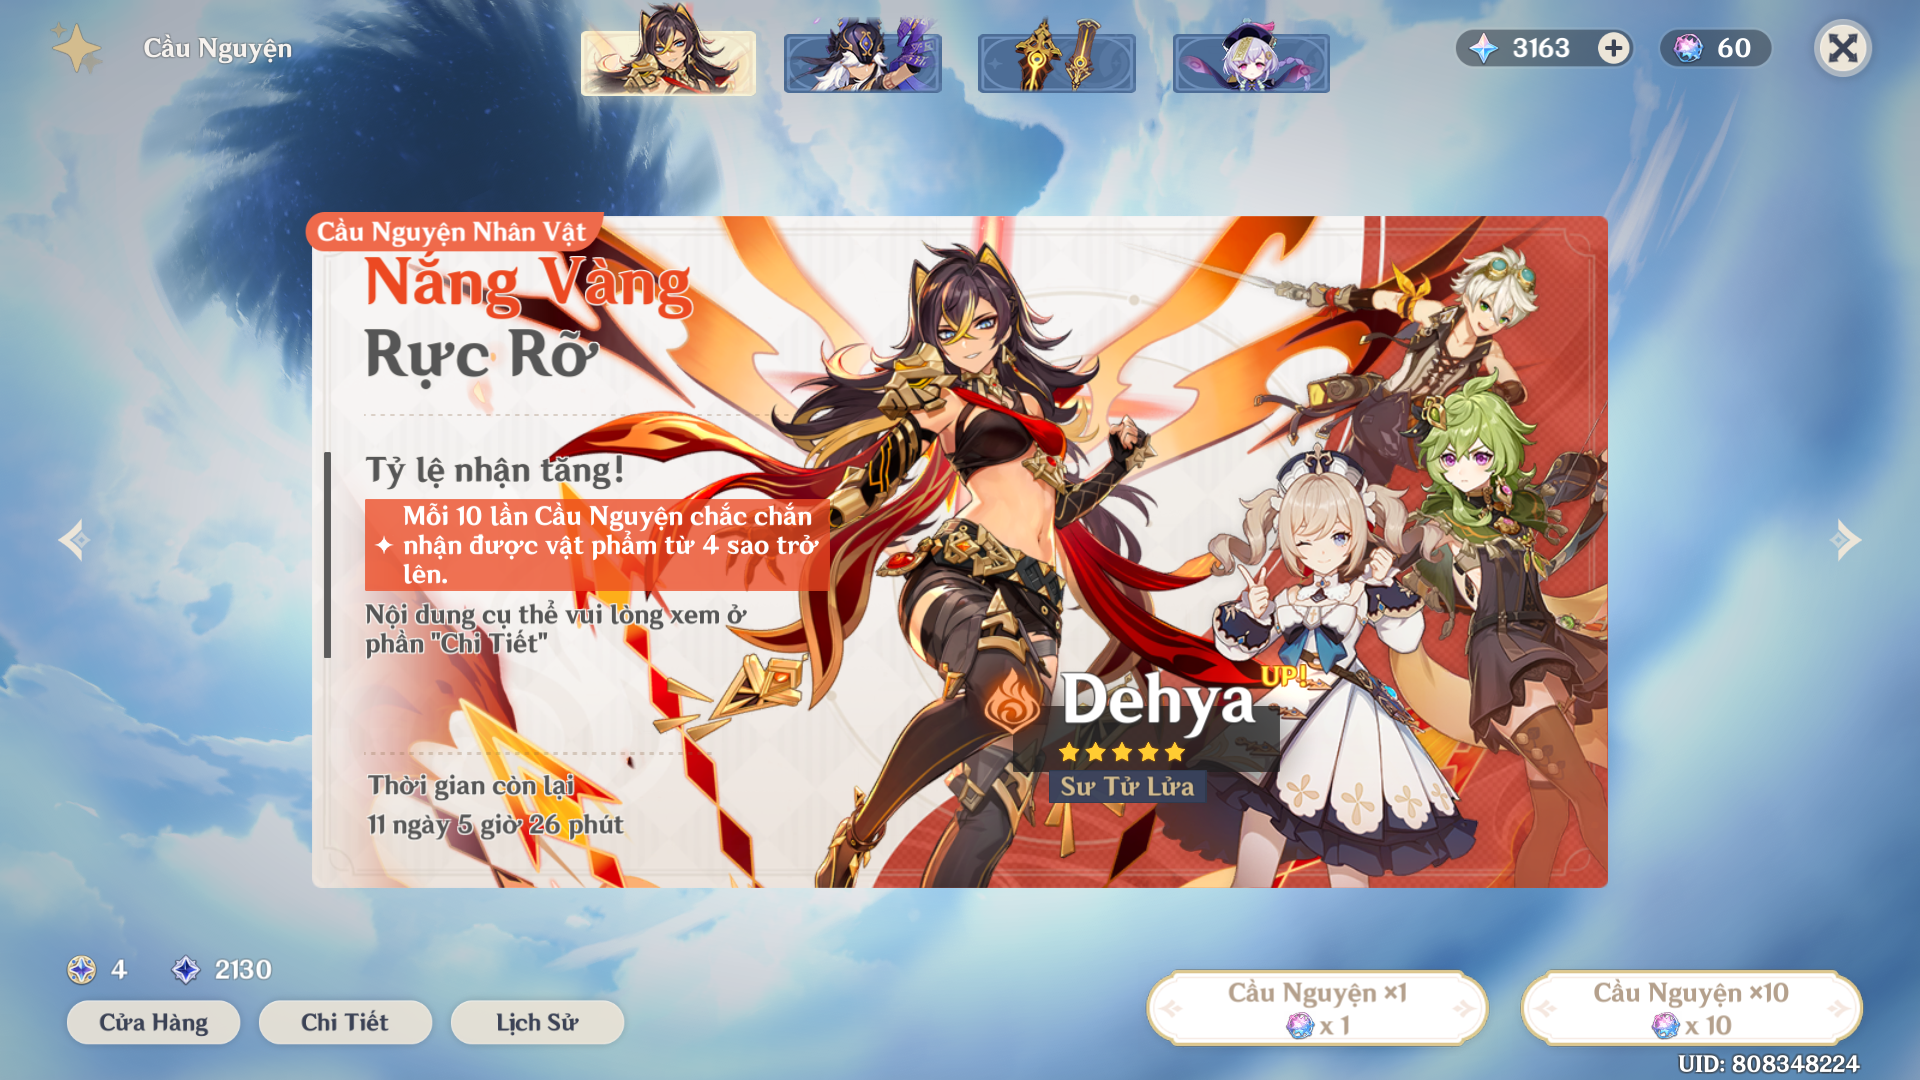 Cầu Nguyện
3163
60
Cầu Nguyện Nhân Vật
Nắng Vàng
Rực Rỡ
Tỷ lệ nhận tăng!
Mỗi 10 lần Cầu Nguyện chắc chắn
nhận được vật phẩm từ 4 sao trở
lên.
Nội dung cụ thể vui lòng xem ở
phần "Chi Tiết"
Thời gian còn lại
11 ngày 5 giờ 26 phút
Dehya
UP!
Sư Tử Lửa
4
2130
Cửa Hàng
Chi Tiết
Lịch Sử
Cầu Nguyện ×1
x 1
Cầu Nguyện ×10
x 10
UID: 808348224